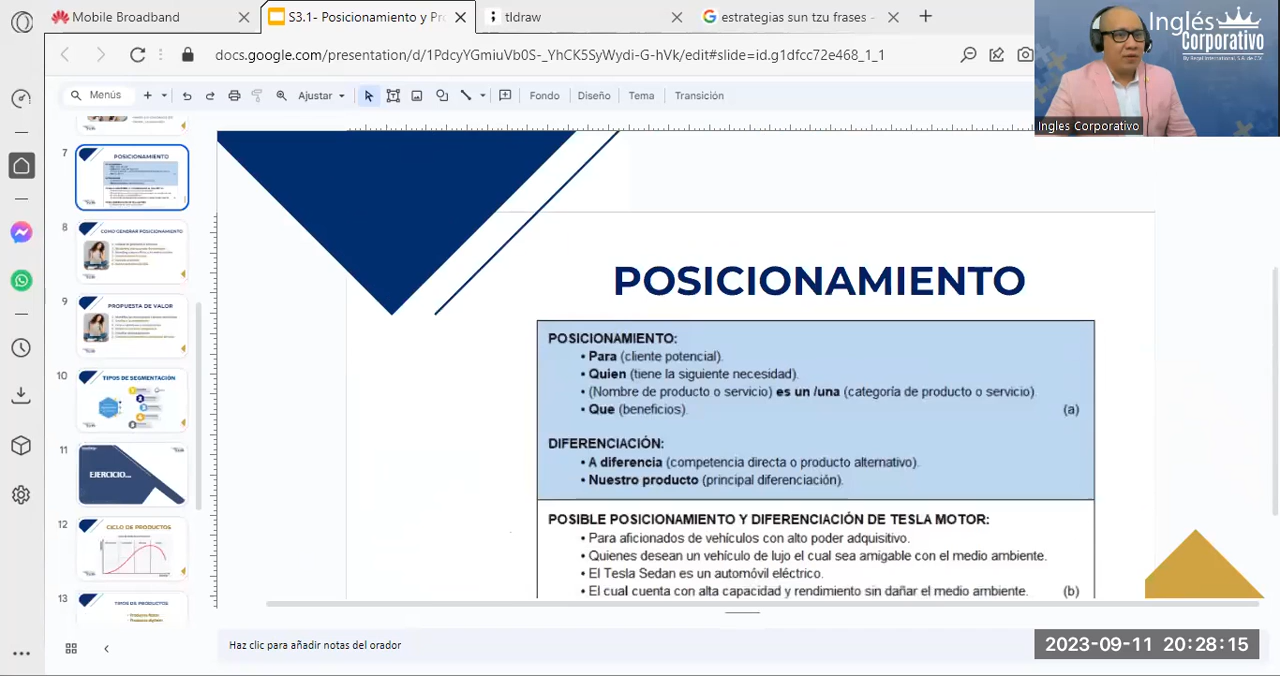 Mobile Broadband
S3.1- Posicionamiento y Pr
tldraw
estrategias sun tzu frases -
docs.google.com/presentation/d/1PdcyYGmiuVb0S-_YhCK5SyWydi-G-hVk/edit#slide=id.g1dfcc72e468_1_1
Inglés
Corporativo
By Regal International, S.A. de C.V.
Ingles Corporativo
Menús
Ajustar
Fondo
Diseño
Tema
Transición
7
POSICIONAMIENTO
8
COMO GENERAR POSICIONAMIENTO
9
PROPUESTA DE VALOR
10
TIPOS DE SEGMENTACIÓN
11
EJERCICIO...
12
CICLO DE PRODUCTOS
13
TIPOS DE PRODUCTOS
POSICIONAMIENTO
POSICIONAMIENTO:
• Para (cliente potencial).
• Quien (tiene la siguiente necesidad).
• (Nombre de producto o servicio) es un /una (categoría de producto o servicio).
• Que (beneficios). (a)
DIFERENCIACIÓN:
• A diferencia (competencia directa o producto alternativo).
• Nuestro producto (principal diferenciación).
POSIBLE POSICIONAMIENTO Y DIFERENCIACIÓN DE TESLA MOTOR:
• Para aficionados de vehículos con alto poder adquisitivo.
• Quienes desean un vehículo de lujo el cual sea amigable con el medio ambiente.
• El Tesla Sedan es un automóvil eléctrico.
• El cual cuenta con alta capacidad y rendimiento sin dañar el medio ambiente. (b)
Haz clic para añadir notas del orador
2023-09-11 20:28:15